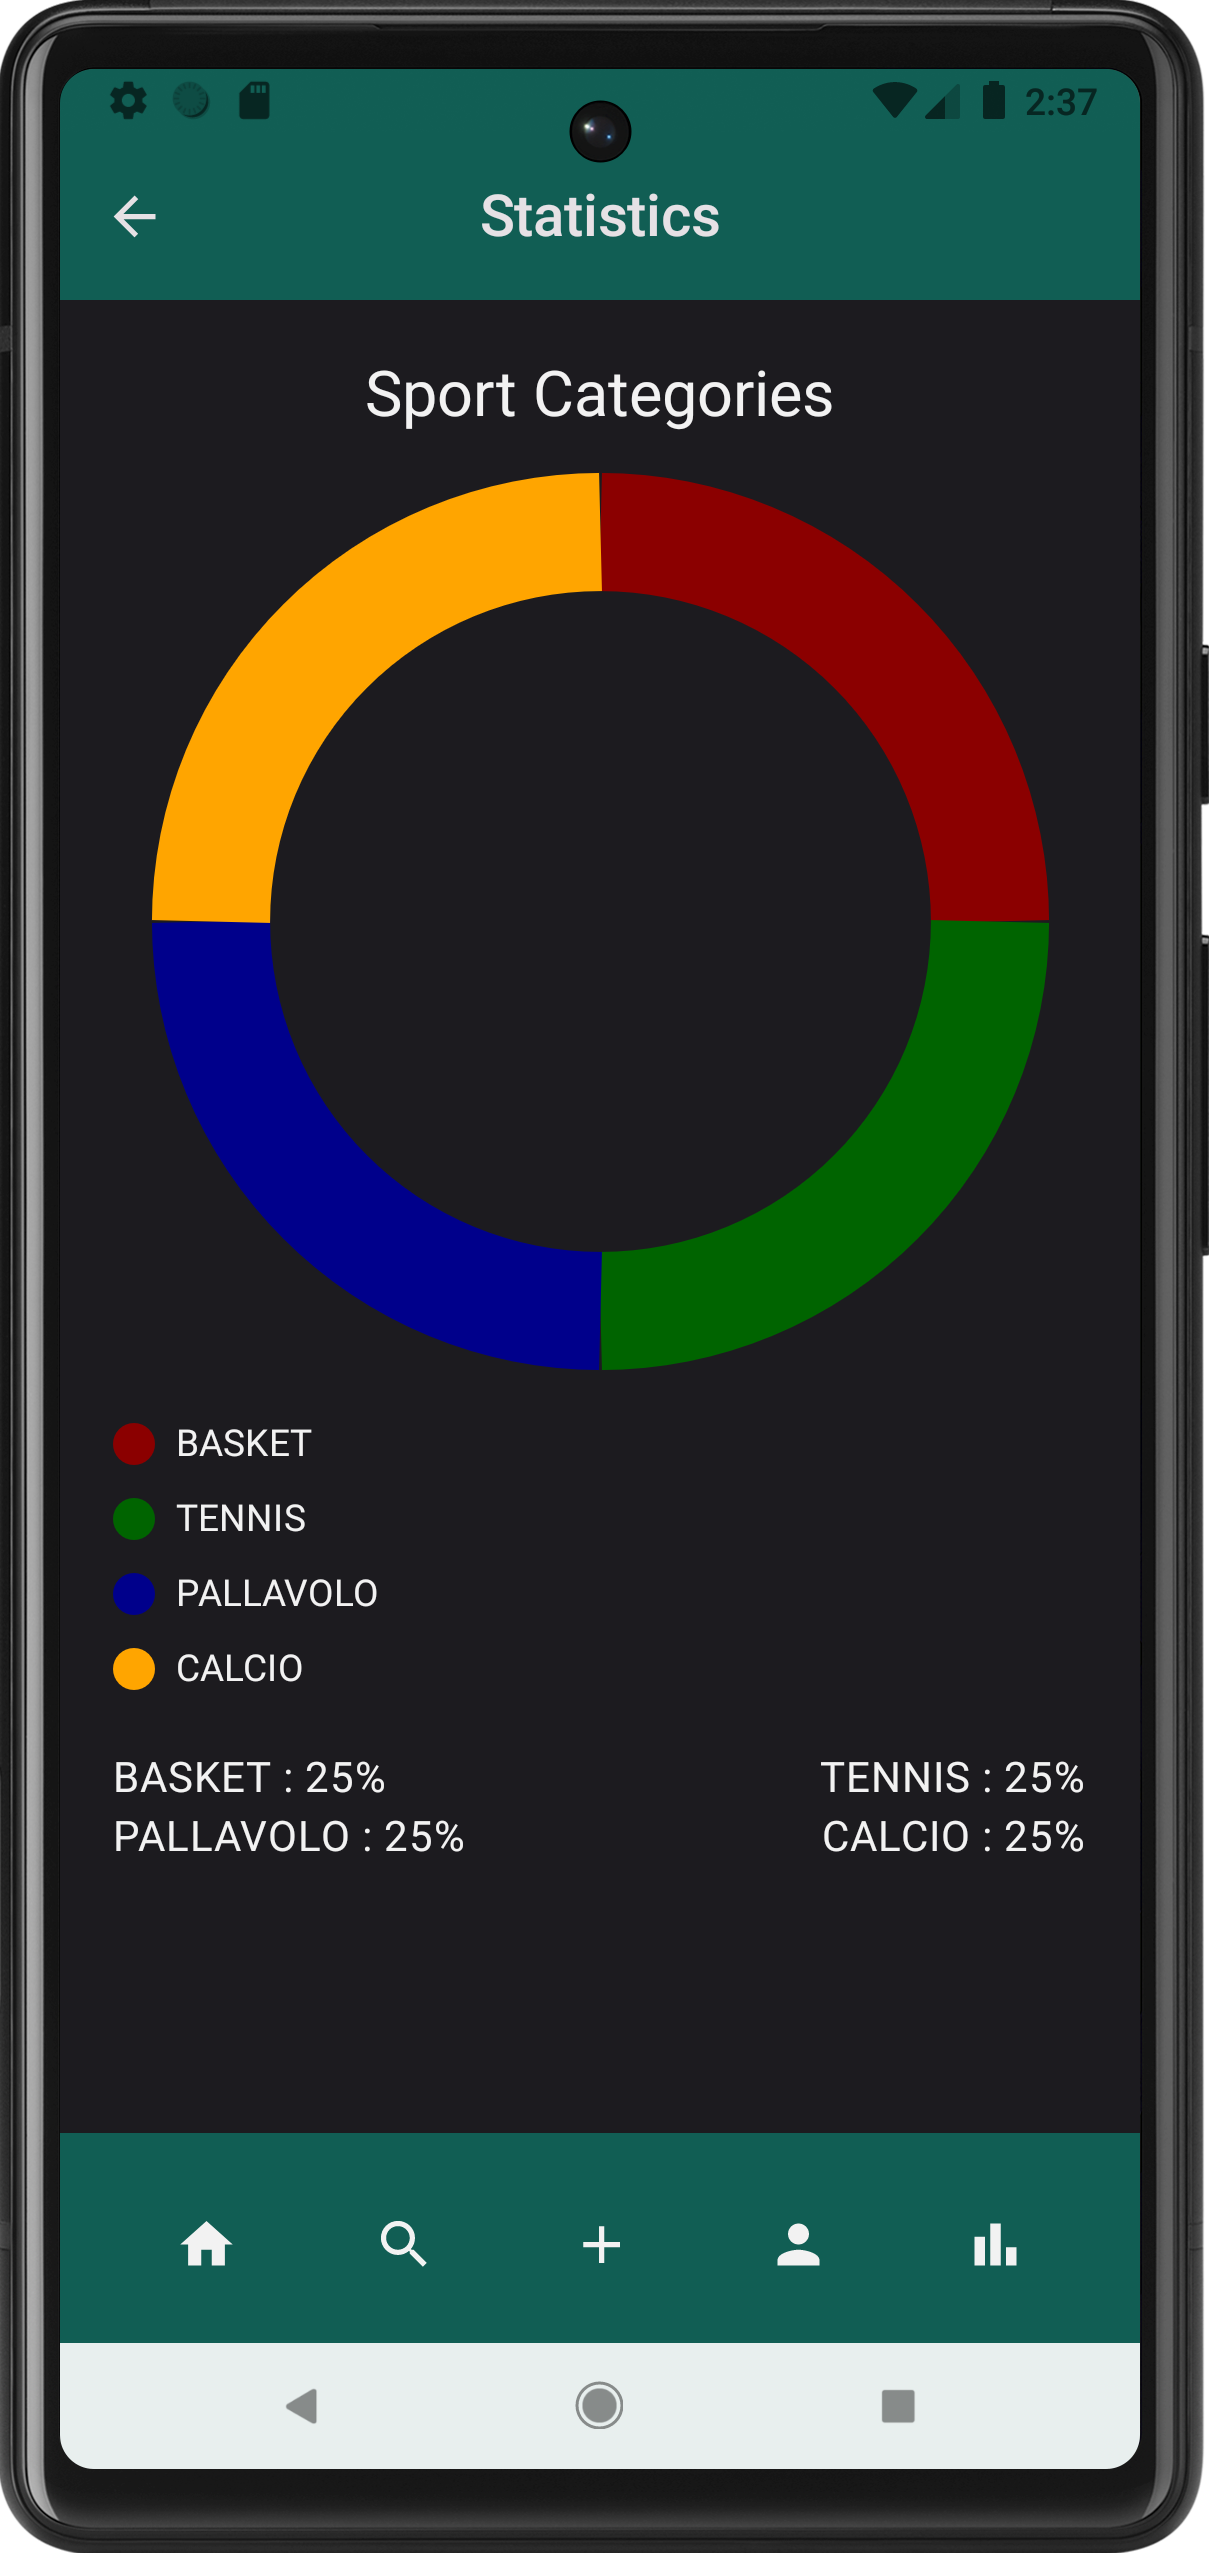 2:37
Statistics
Sport Categories
BASKET
TENNIS
PALLAVOLO
CALCIO
BASKET : 25% TENNIS : 25%
PALLAVOLO : 25% CALCIO : 25%